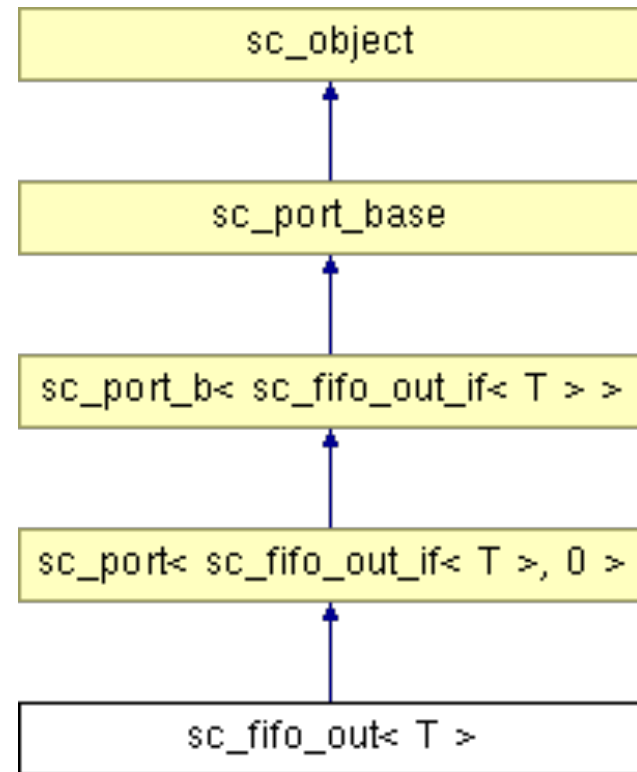 sc_object
sc_port_base
sc_port_b< sc_fifo_out_if< T > >
sc_port< sc_fifo_out_if< T >, 0 >
sc_fifo_out< T >